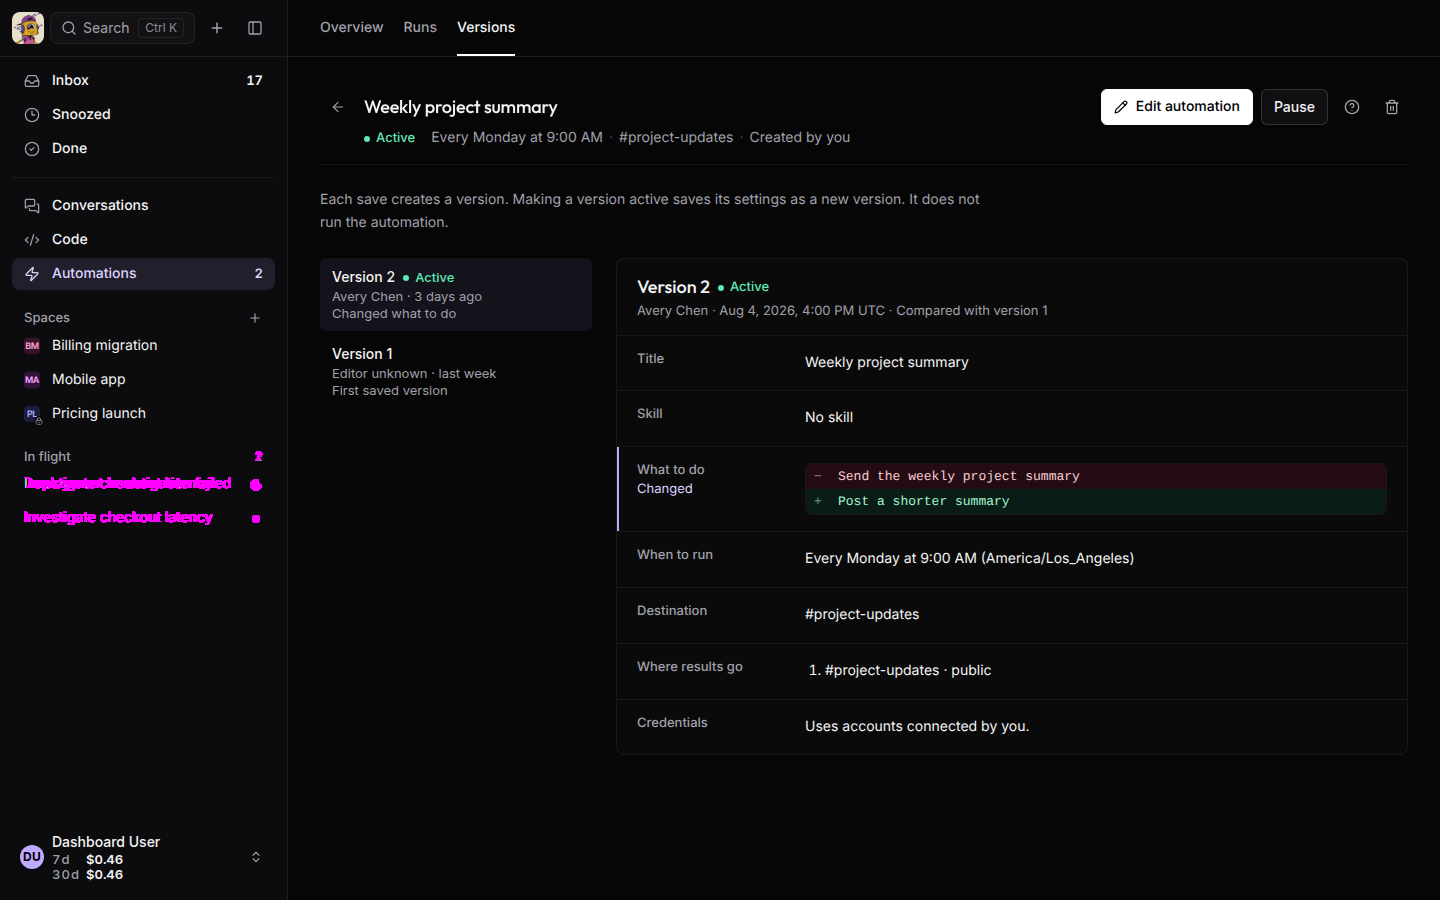 Search
Ctrl K
Inbox
17
Snoozed
Done
Conversations
Code
Automations
2
Spaces
BM
Billing migration
MA
Mobile app
PL
Pricing launch
In flight
Investigate checkout latency
DU
Dashboard User
7d $0.46
30d $0.46
Overview
Runs
Versions
Weekly project summary
Active
Every Monday at 9:00 AM · #project-updates · Created by you
Edit automation
Pause
Each save creates a version. Making a version active saves its settings as a new version. It does not
run the automation.
Version 2
Active
Avery Chen · 3 days ago
Changed what to do
Version 1
Editor unknown · last week
First saved version
Version 2
Active
Avery Chen · Aug 4, 2026, 4:00 PM UTC · Compared with version 1
Title
Weekly project summary
Skill
No skill
What to do
Changed
− Send the weekly project summary
+ Post a shorter summary
When to run
Every Monday at 9:00 AM (America/Los_Angeles)
Destination
#project-updates
Where results go
1. #project-updates · public
Credentials
Uses accounts connected by you.